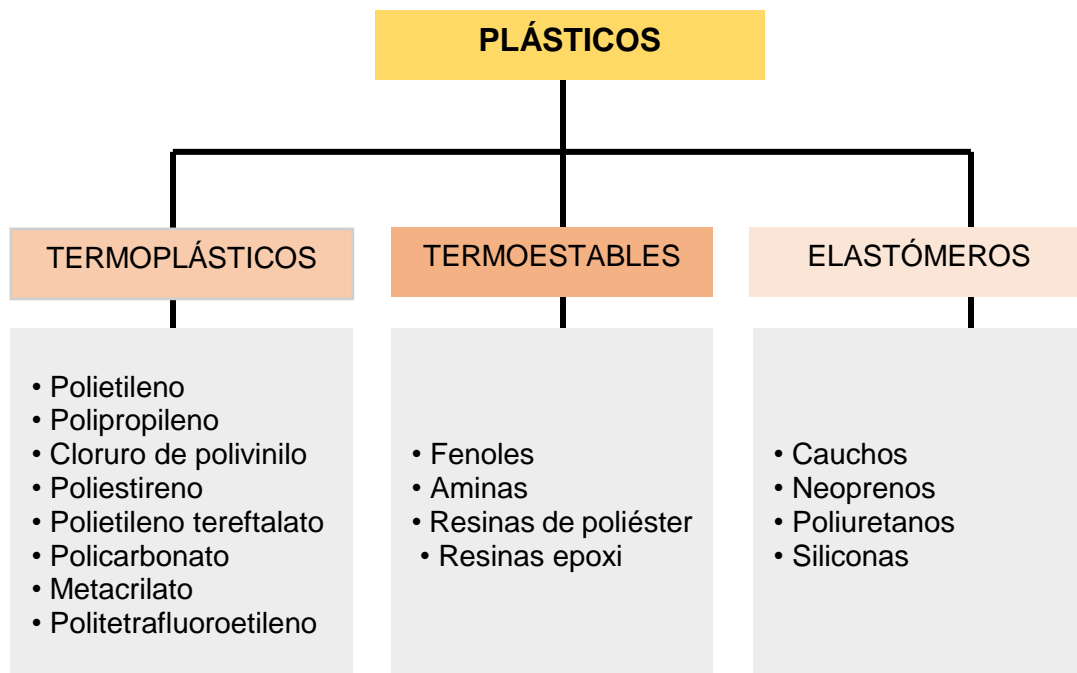 PLÁSTICOS
TERMOPLÁSTICOS
• Polietileno
• Polipropileno
• Cloruro de polivinilo
• Poliestireno
• Polietileno tereftalato
• Policarbonato
• Metacrilato
• Politetrafluoroetileno
TERMOESTABLES
• Fenoles
• Aminas
• Resinas de poliéster
• Resinas epoxi
ELASTÓMEROS
• Cauchos
• Neoprenos
• Poliuretanos
• Siliconas